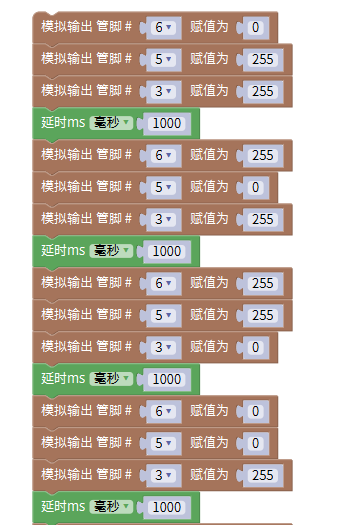 模拟输出 管脚 # 6 赋值为 0
模拟输出 管脚 # 5 赋值为 255
模拟输出 管脚 # 3 赋值为 255
延时ms 毫秒 1000
模拟输出 管脚 # 6 赋值为 255
模拟输出 管脚 # 5 赋值为 0
模拟输出 管脚 # 3 赋值为 255
延时ms 毫秒 1000
模拟输出 管脚 # 6 赋值为 255
模拟输出 管脚 # 5 赋值为 255
模拟输出 管脚 # 3 赋值为 0
延时ms 毫秒 1000
模拟输出 管脚 # 6 赋值为 0
模拟输出 管脚 # 5 赋值为 0
模拟输出 管脚 # 3 赋值为 255
延时ms 毫秒 1000